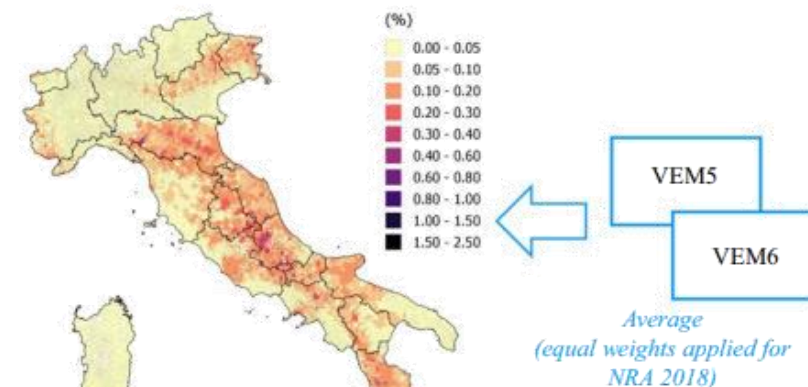 (%)
0.00 - 0.05
0.05 - 0.10
0.10 - 0.20
0.20 - 0.30
0.30 - 0.40
0.40 - 0.60
0.60 - 0.80
0.80 - 1.00
1.00 - 1.50
1.50 - 2.50
VEM5
VEM6
Average
(equal weights applied for
NRA 2018)